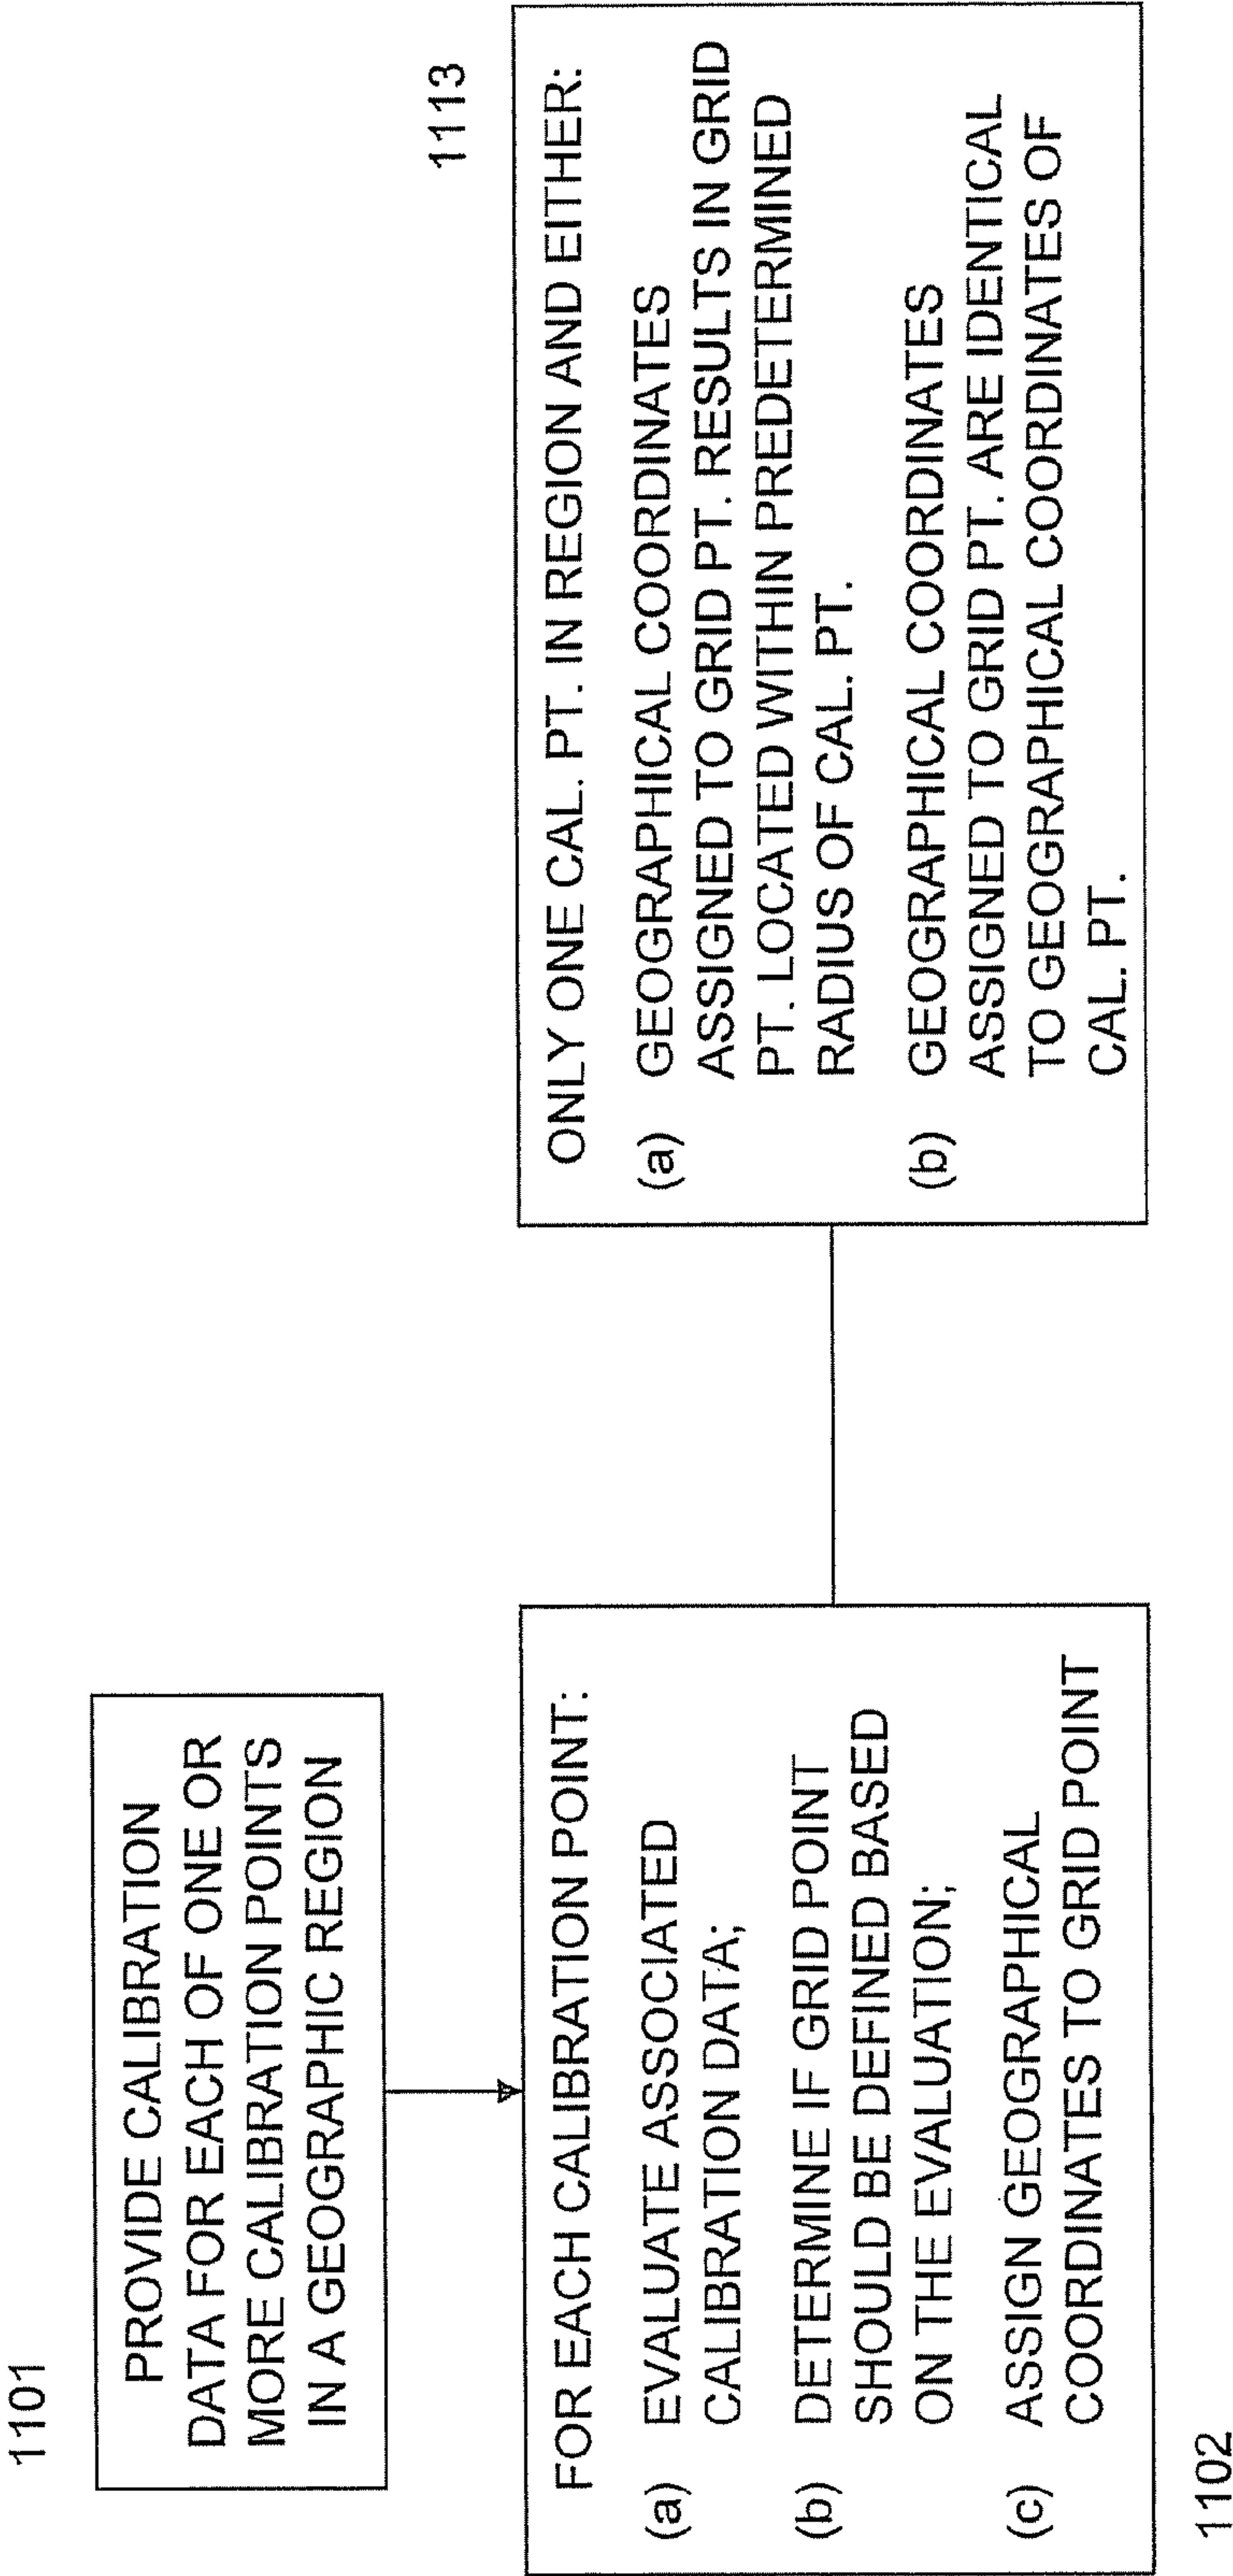 1101
PROVIDE CALIBRATION
DATA FOR EACH OF ONE OR
MORE CALIBRATION POINTS
IN A GEOGRAPHIC REGION
FOR EACH CALIBRATION POINT:
(a) EVALUATE ASSOCIATED
CALIBRATION DATA;
(b) DETERMINE IF GRID POINT
SHOULD BE DEFINED BASED
ON THE EVALUATION;
(c) ASSIGN GEOGRAPHICAL
COORDINATES TO GRID POINT
1102
1113
ONLY ONE CAL. PT. IN REGION AND EITHER:
(a) GEOGRAPHICAL COORDINATES
ASSIGNED TO GRID PT. RESULTS IN GRID
PT. LOCATED WITHIN PREDETERMINED
RADIUS OF CAL. PT.
(b) GEOGRAPHICAL COORDINATES
ASSIGNED TO GRID PT. ARE IDENTICAL
TO GEOGRAPHICAL COORDINATES OF
CAL. PT.